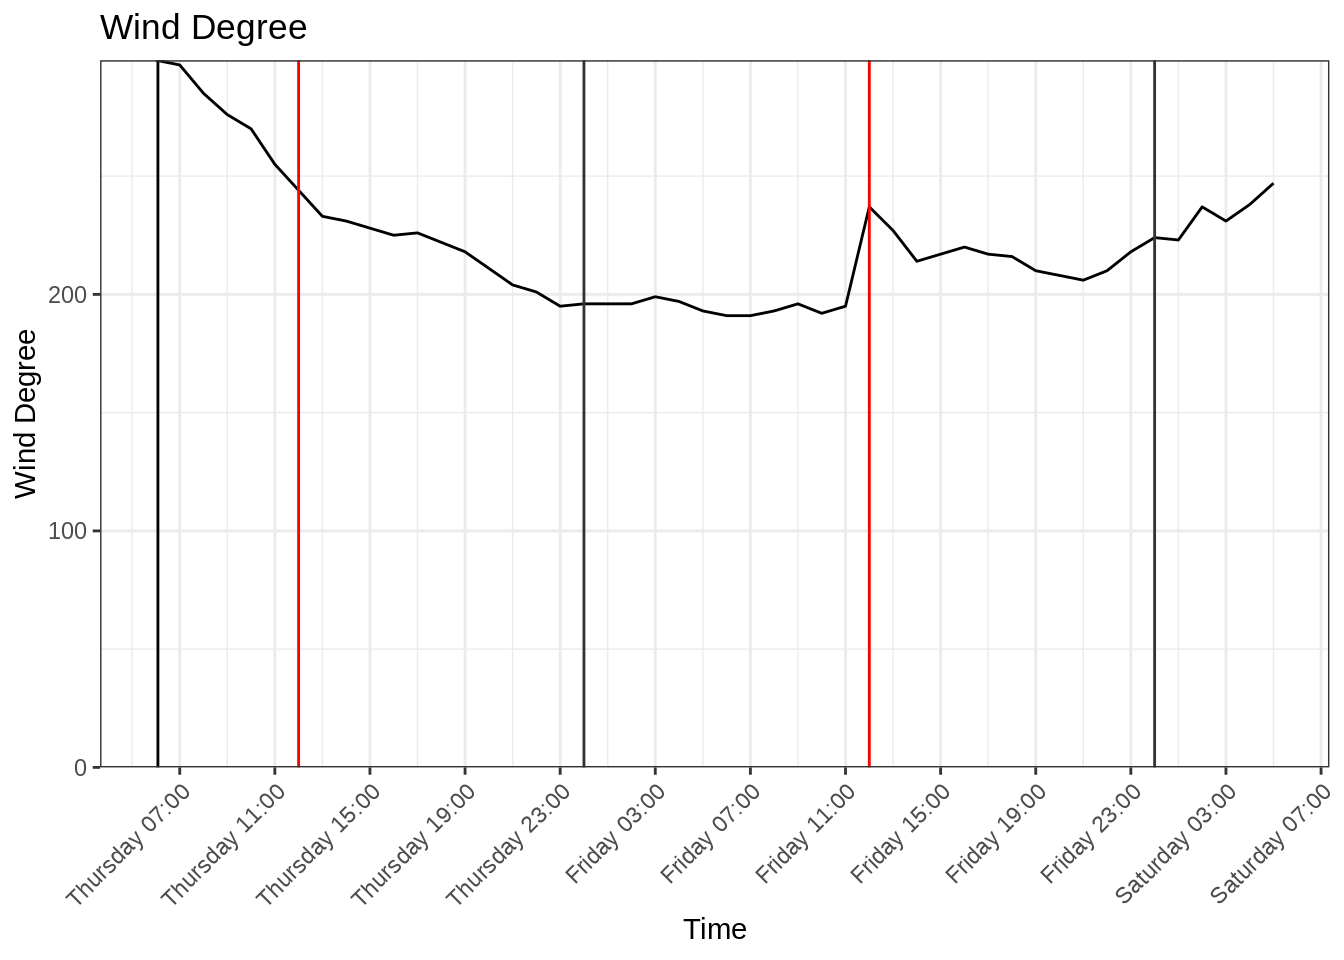 Wind Degree
Wind Degree
200
100
0
Thursday 07:00
Thursday 11:00
Thursday 15:00
Thursday 19:00
Thursday 23:00
Friday 03:00
Friday 07:00
Friday 11:00
Friday 15:00
Friday 19:00
Friday 23:00
Saturday 03:00
Saturday 07:00
Time